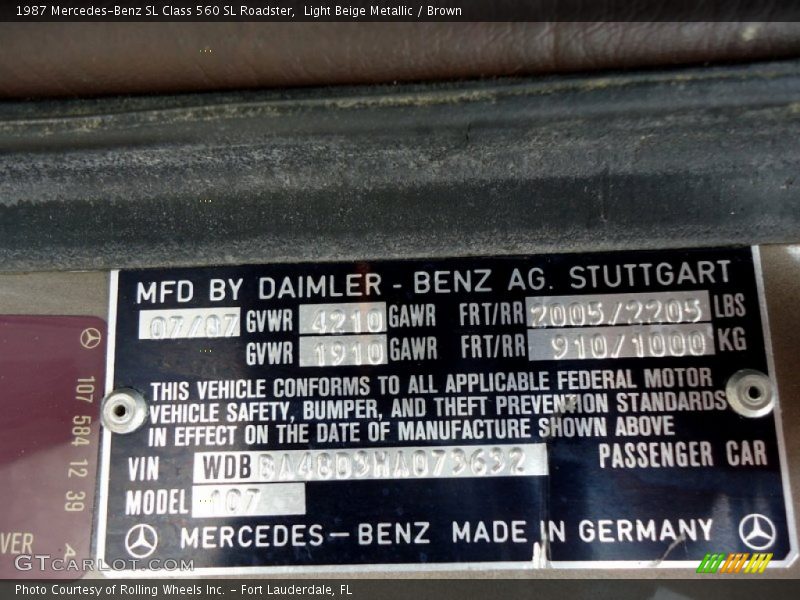 1987 Mercedes-Benz SL Class 560 SL Roadster, Light Beige Metallic / Brown
MFD BY DAIMLER - BENZ AG. STUTTGART
07/87 GVWR 4210 GAWR FRT/RR 2005/2205 LBS
GVWR 1910 GAWR FRT/RR 910/1000 KG
THIS VEHICLE CONFORMS TO ALL APPLICABLE FEDERAL MOTOR
VEHICLE SAFETY, BUMPER, AND THEFT PREVENTION STANDARDS
IN EFFECT ON THE DATE OF MANUFACTURE SHOWN ABOVE
VIN WDBBA48D3HA073632 PASSENGER CAR
MODEL 107
MERCEDES-BENZ MADE IN GERMANY
107 584 12 39
VER
GTCarLot.com
Photo Courtesy of Rolling Wheels Inc. - Fort Lauderdale, FL